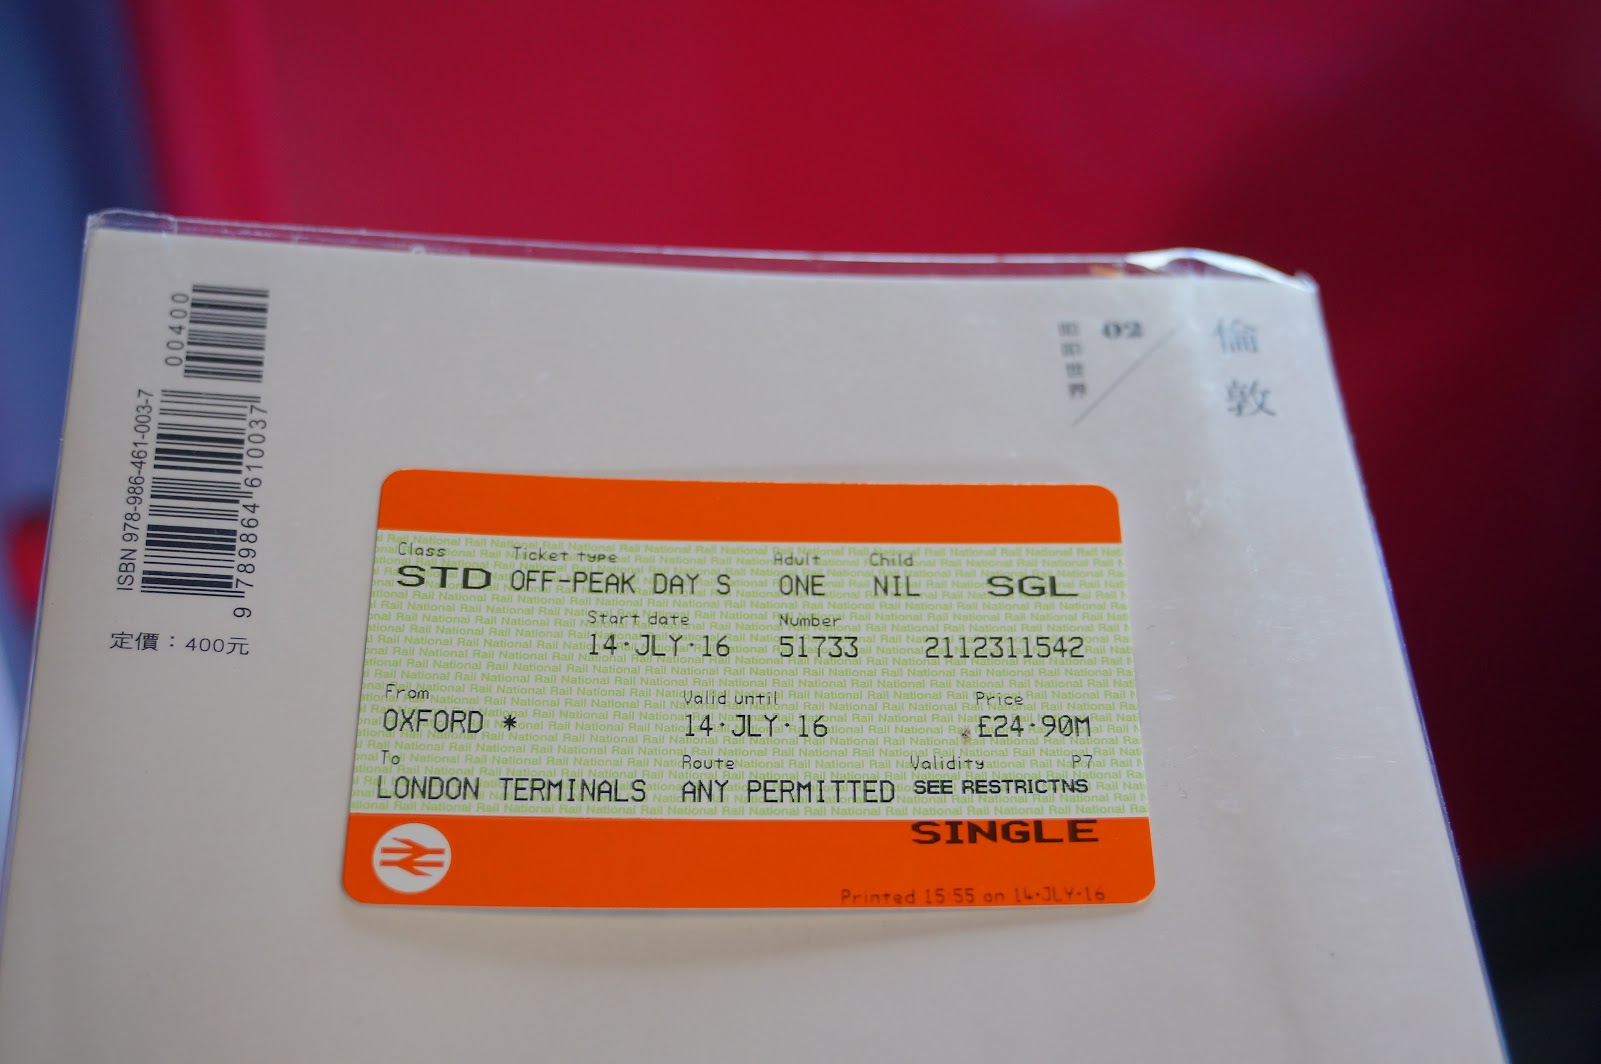 00400
ISBN 978-986-461-003-7
9 789864 610037
定價：400元
02
世界
倫敦
Class Ticket type Adult Child
STD OFF-PEAK DAY S ONE NIL SGL
Start date Number
14·JLY·16 51733 2112311542
From Valid until Price
OXFORD * 14·JLY·16 £24·90M
To Route Validity P7
LONDON TERMINALS ANY PERMITTED SEE RESTRICTNS
SINGLE
Printed 15:55 on 14·JLY·16